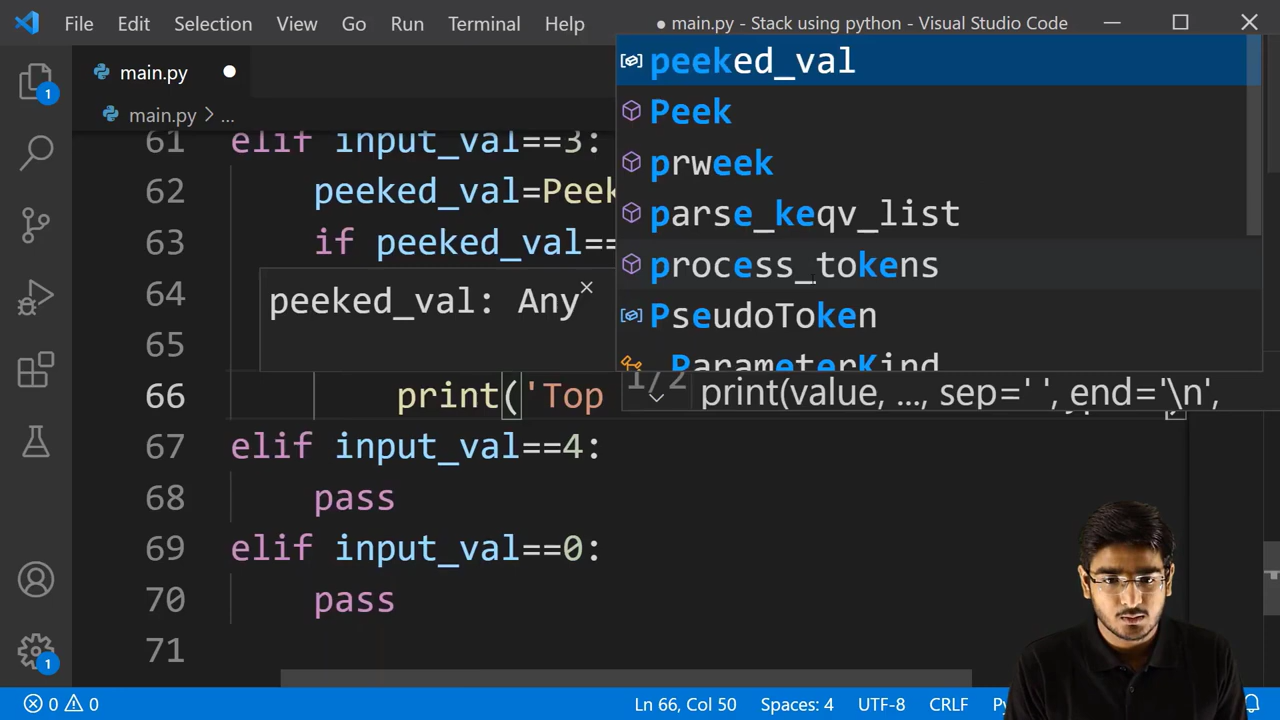 File Edit Selection View Go Run Terminal Help
● main.py - Stack using python - Visual Studio Code
main.py
main.py > ...
61 elif input_val==3:
62 peeked_val=Peek
63 if peeked_val==
64
65
66 print('Top
67 elif input_val==4:
68 pass
69 elif input_val==0:
70 pass
71
peeked_val: Any
peeked_val
Peek
prweek
parse_keqv_list
process_tokens
PseudoToken
_ParameterKind
1/2 print(value, ..., sep=' ', end='\n',
1
1
0 0
Ln 66, Col 50 Spaces: 4 UTF-8 CRLF